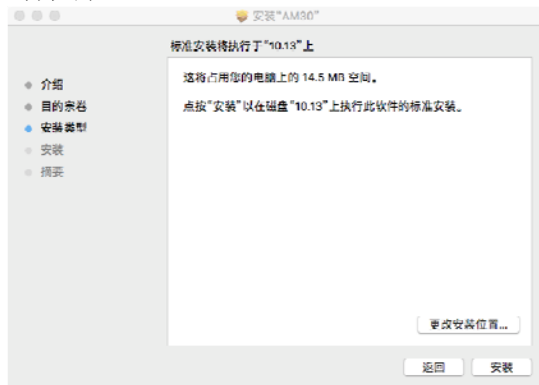 安装"AM30"
标准安装将执行于"10.13"上
介绍
目的宗卷
安装类型
安装
摘要
这将占用您的电脑上的 14.5 MB 空间。
点按"安装"以在磁盘"10.13"上执行此软件的标准安装。
更改安装位置...
返回
安装